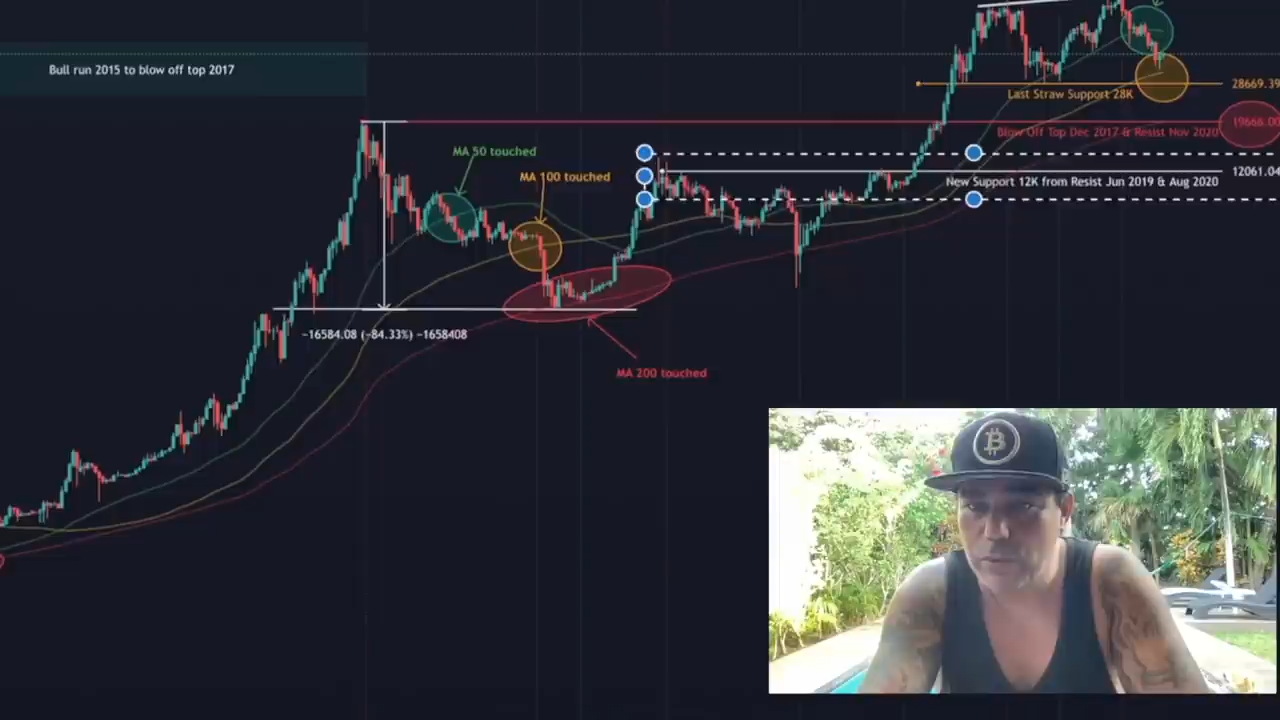 Bull run 2015 to blow off top 2017
28669.39
Last Straw Support 28K
19666.00
Blow Off Top Dec 2017 & Resist Nov 2020
MA 50 touched
MA 100 touched
12061.04
New Support 12K from Resist Jun 2019 & Aug 2020
-16584.08 (-84.33%) -1658408
MA 200 touched